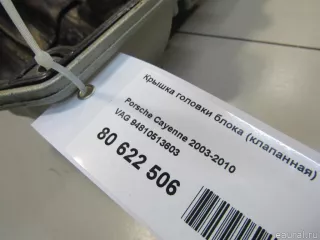 Крышка головки блока (клапанная)
Porsche Cayenne 2003-2010
VAG 94810513603
80 622 506